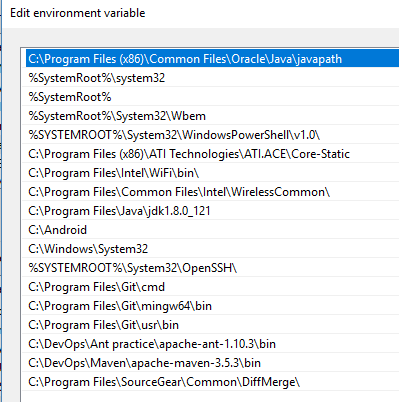 Edit environment variable
C:\Program Files (x86)\Common Files\Oracle\Java\javapath
%SystemRoot%\system32
%SystemRoot%
%SystemRoot%\System32\Wbem
%SYSTEMROOT%\System32\WindowsPowerShell\v1.0\
C:\Program Files (x86)\ATI Technologies\ATI.ACE\Core-Static
C:\Program Files\Intel\WiFi\bin\
C:\Program Files\Common Files\Intel\WirelessCommon\
C:\Program Files\Java\jdk1.8.0_121
C:\Android
C:\Windows\System32
%SYSTEMROOT%\System32\OpenSSH\
C:\Program Files\Git\cmd
C:\Program Files\Git\mingw64\bin
C:\Program Files\Git\usr\bin
C:\DevOps\Ant practice\apache-ant-1.10.3\bin
C:\DevOps\Maven\apache-maven-3.5.3\bin
C:\Program Files\SourceGear\Common\DiffMerge\